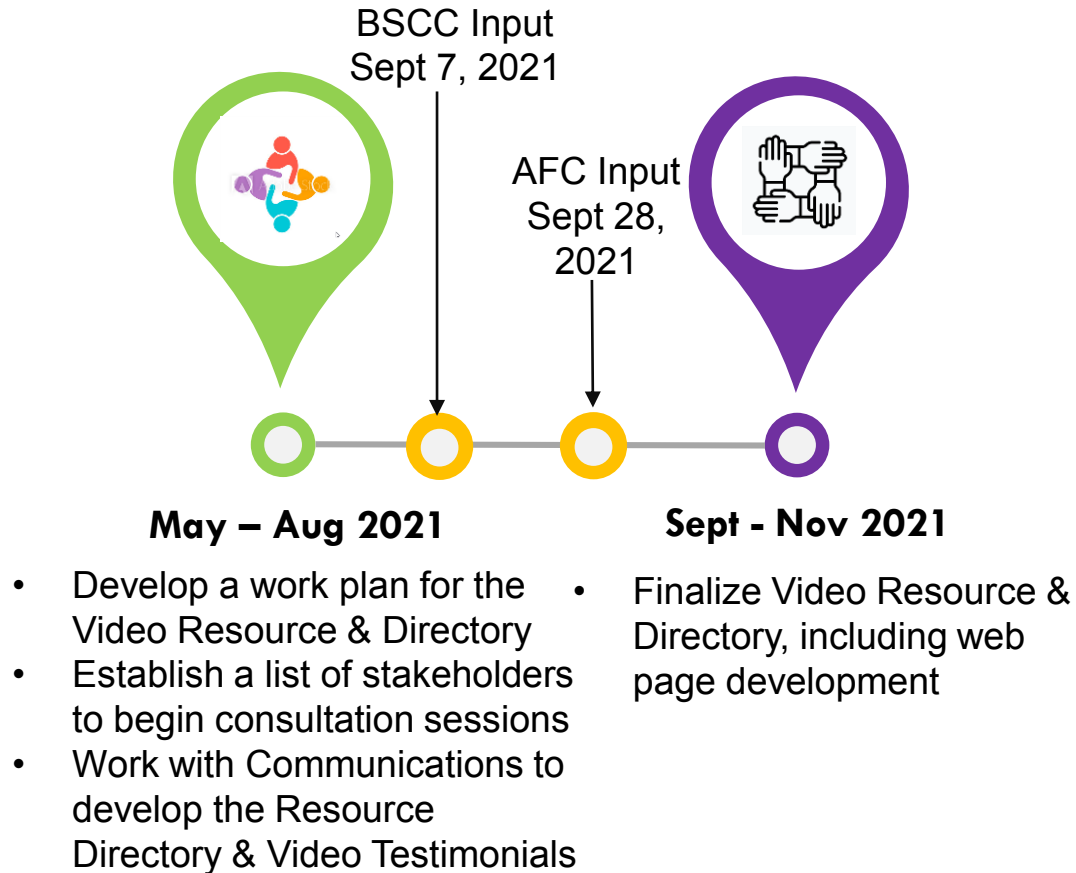 BSCC Input
Sept 7, 2021
AFC Input
Sept 28,
2021
May – Aug 2021
• Develop a work plan for the
Video Resource & Directory
• Establish a list of stakeholders
to begin consultation sessions
• Work with Communications to
develop the Resource
Directory & Video Testimonials
Sept - Nov 2021
• Finalize Video Resource &
Directory, including web
page development